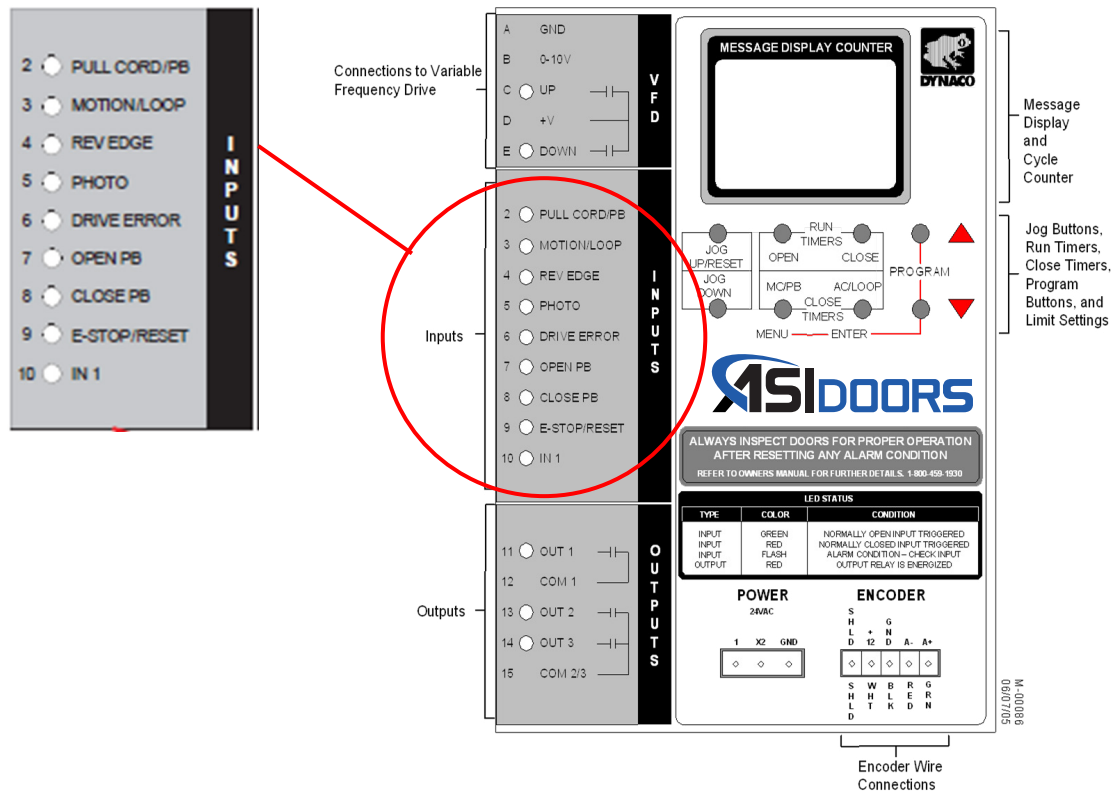 2 PULL CORD/PB
3 MOTION/LOOP
4 REV EDGE
5 PHOTO
6 DRIVE ERROR
7 OPEN PB
8 CLOSE PB
9 E-STOP/RESET
10 IN 1
INPUTS
Connections to Variable
Frequency Drive
A GND
B 0-10V
C UP
D +V
E DOWN
VFD
Inputs
2 PULL CORD/PB
3 MOTION/LOOP
4 REV EDGE
5 PHOTO
6 DRIVE ERROR
7 OPEN PB
8 CLOSE PB
9 E-STOP/RESET
10 IN 1
INPUTS
Outputs
11 OUT 1
12 COM 1
13 OUT 2
14 OUT 3
15 COM 2/3
OUTPUTS
MESSAGE DISPLAY COUNTER
DYNACO
Message
Display
and
Cycle
Counter
JOG
UP/RESET
JOG
DOWN
RUN
TIMERS
OPEN CLOSE
MC/PB AC/LOOP
CLOSE
TIMERS
PROGRAM
MENU ENTER
Jog Buttons,
Run Timers,
Close Timers,
Program
Buttons, and
Limit Settings
ASI DOORS
ALWAYS INSPECT DOORS FOR PROPER OPERATION
AFTER RESETTING ANY ALARM CONDITION
REFER TO OWNERS MANUAL FOR FURTHER DETAILS. 1-800-459-1930
LED STATUS
TYPE COLOR CONDITION
INPUT GREEN NORMALLY OPEN INPUT TRIGGERED
INPUT RED NORMALLY CLOSED INPUT TRIGGERED
INPUT FLASH ALARM CONDITION – CHECK INPUT
OUTPUT RED OUTPUT RELAY IS ENERGIZED
POWER
24VAC
1 X2 GND
ENCODER
SHLD +12 GND A- A+
SHLD WHT BLK RED GRN
M-00086
06/07/05
Encoder Wire
Connections